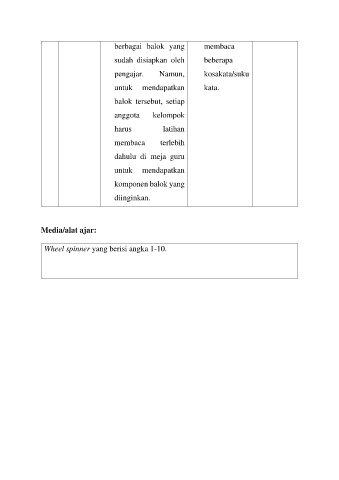 berbagai balok yang
sudah disiapkan oleh
pengajar. Namun,
untuk mendapatkan
balok tersebut, setiap
anggota kelompok
harus latihan
membaca terlebih
dahulu di meja guru
untuk mendapatkan
komponen balok yang
diinginkan.
membaca
beberapa
kosakata/suku
kata.
Media/alat ajar:
Wheel spinner yang berisi angka 1-10.